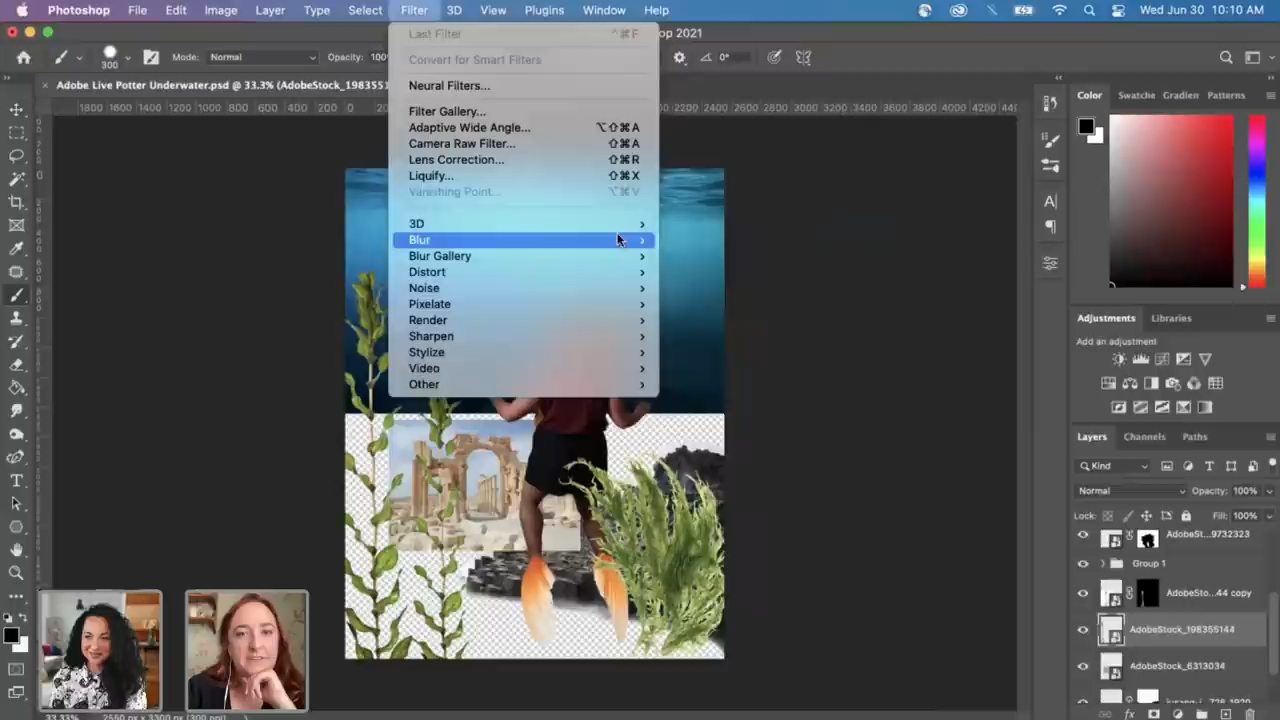 Photoshop File Edit Image Layer Type Select Filter 3D View Plugins Window Help Wed Jun 30 10:10 AM
op 2021
300 Mode: Normal Opacity: 100 0°
Adobe Live Potter Underwater.psd @ 33.3% (AdobeStock_1983551
1800 1600 1400 1200 1000 800 600 400 200 0 2200 2400 2600 2800 3000 3200 3400 3600 3800 4000 4200 44
Last Filter ^⌘F
Convert for Smart Filters
Neural Filters...
Filter Gallery...
Adaptive Wide Angle... ⌥⇧⌘A
Camera Raw Filter... ⇧⌘A
Lens Correction... ⇧⌘R
Liquify... ⇧⌘X
Vanishing Point... ⌥⌘V
3D
Blur
Blur Gallery
Distort
Noise
Pixelate
Render
Sharpen
Stylize
Video
Other
Color Swatche Gradien Patterns
Adjustments Libraries
Add an adjustment
Layers Channels Paths
Kind
Normal Opacity: 100%
Lock: Fill: 100%
AdobeSt...9732323
Group 1
AdobeSto...44 copy
AdobeStock_198355144
AdobeStock_6313034
33.33% 2550 px x 3300 px (300 ppi)